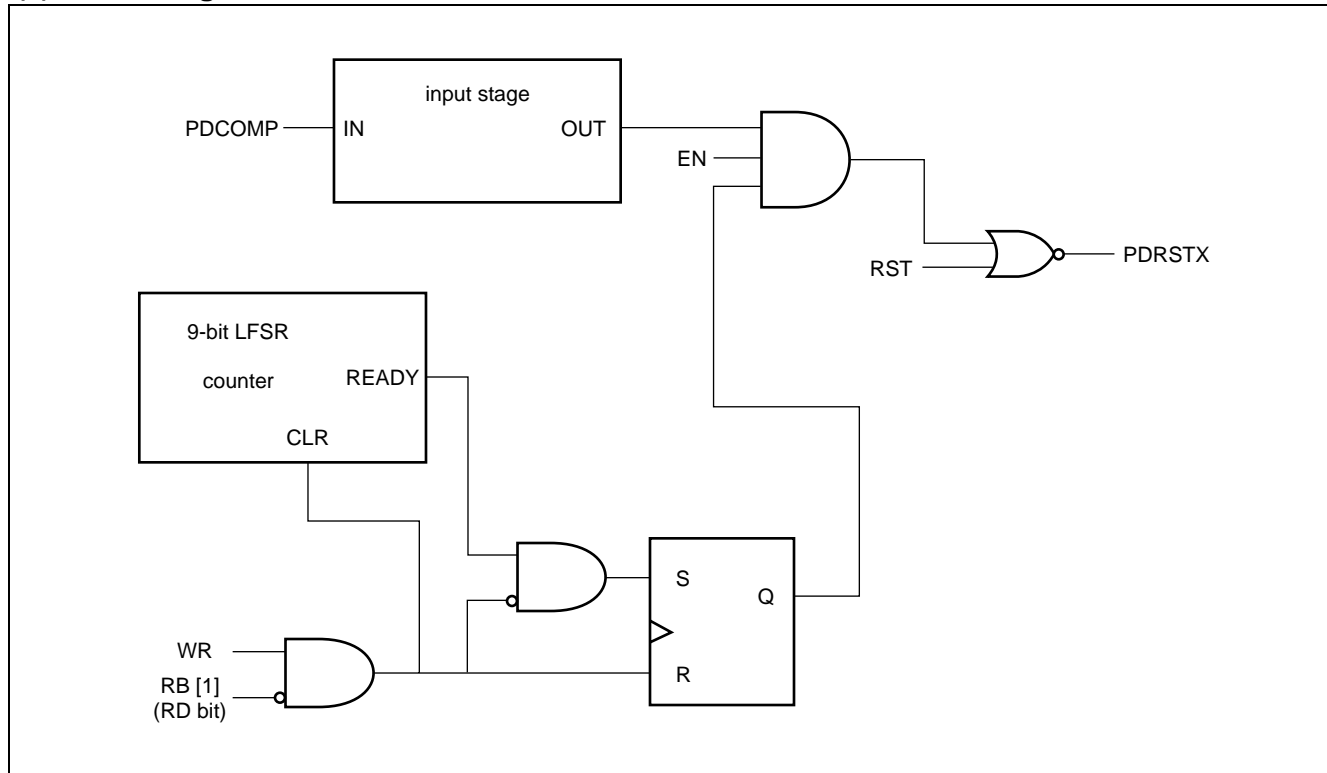 input stage
PDCOMP
IN
OUT
EN
RST
PDRSTX
9-bit LFSR
counter
READY
CLR
S
Q
R
WR
RB [1]
(RD bit)